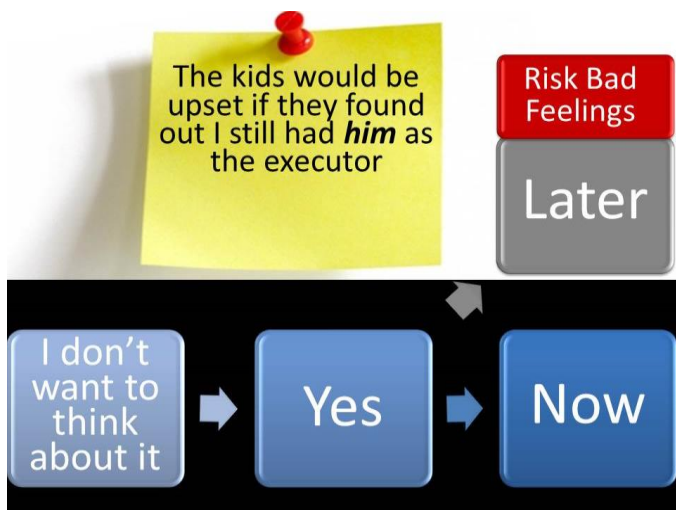 The kids would be
upset if they found
out I still had him as
the executor
Risk Bad
Feelings
Later
I don’t
want to
think
about it
Yes
Now